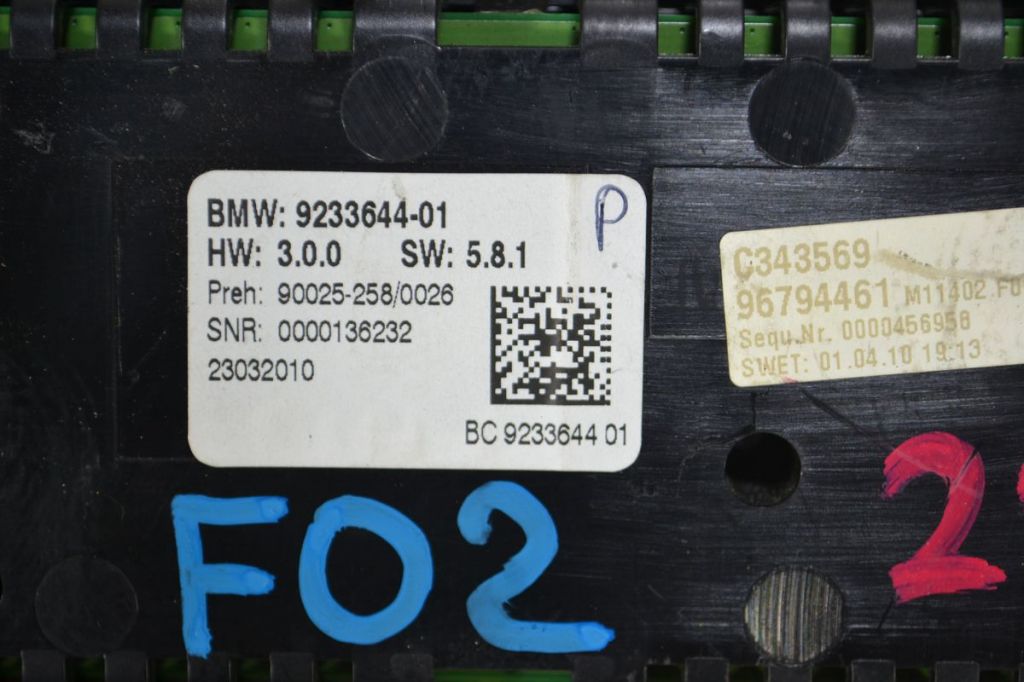 BMW: 9233644-01
HW: 3.0.0 SW: 5.8.1
Preh: 90025-258/0026
SNR: 0000136232
23032010
BC 9233644 01
P
C343569
96794461 M11402 F0
Sequ.Nr. 0000456958
SWET: 01.04.10 19:13
F02
2